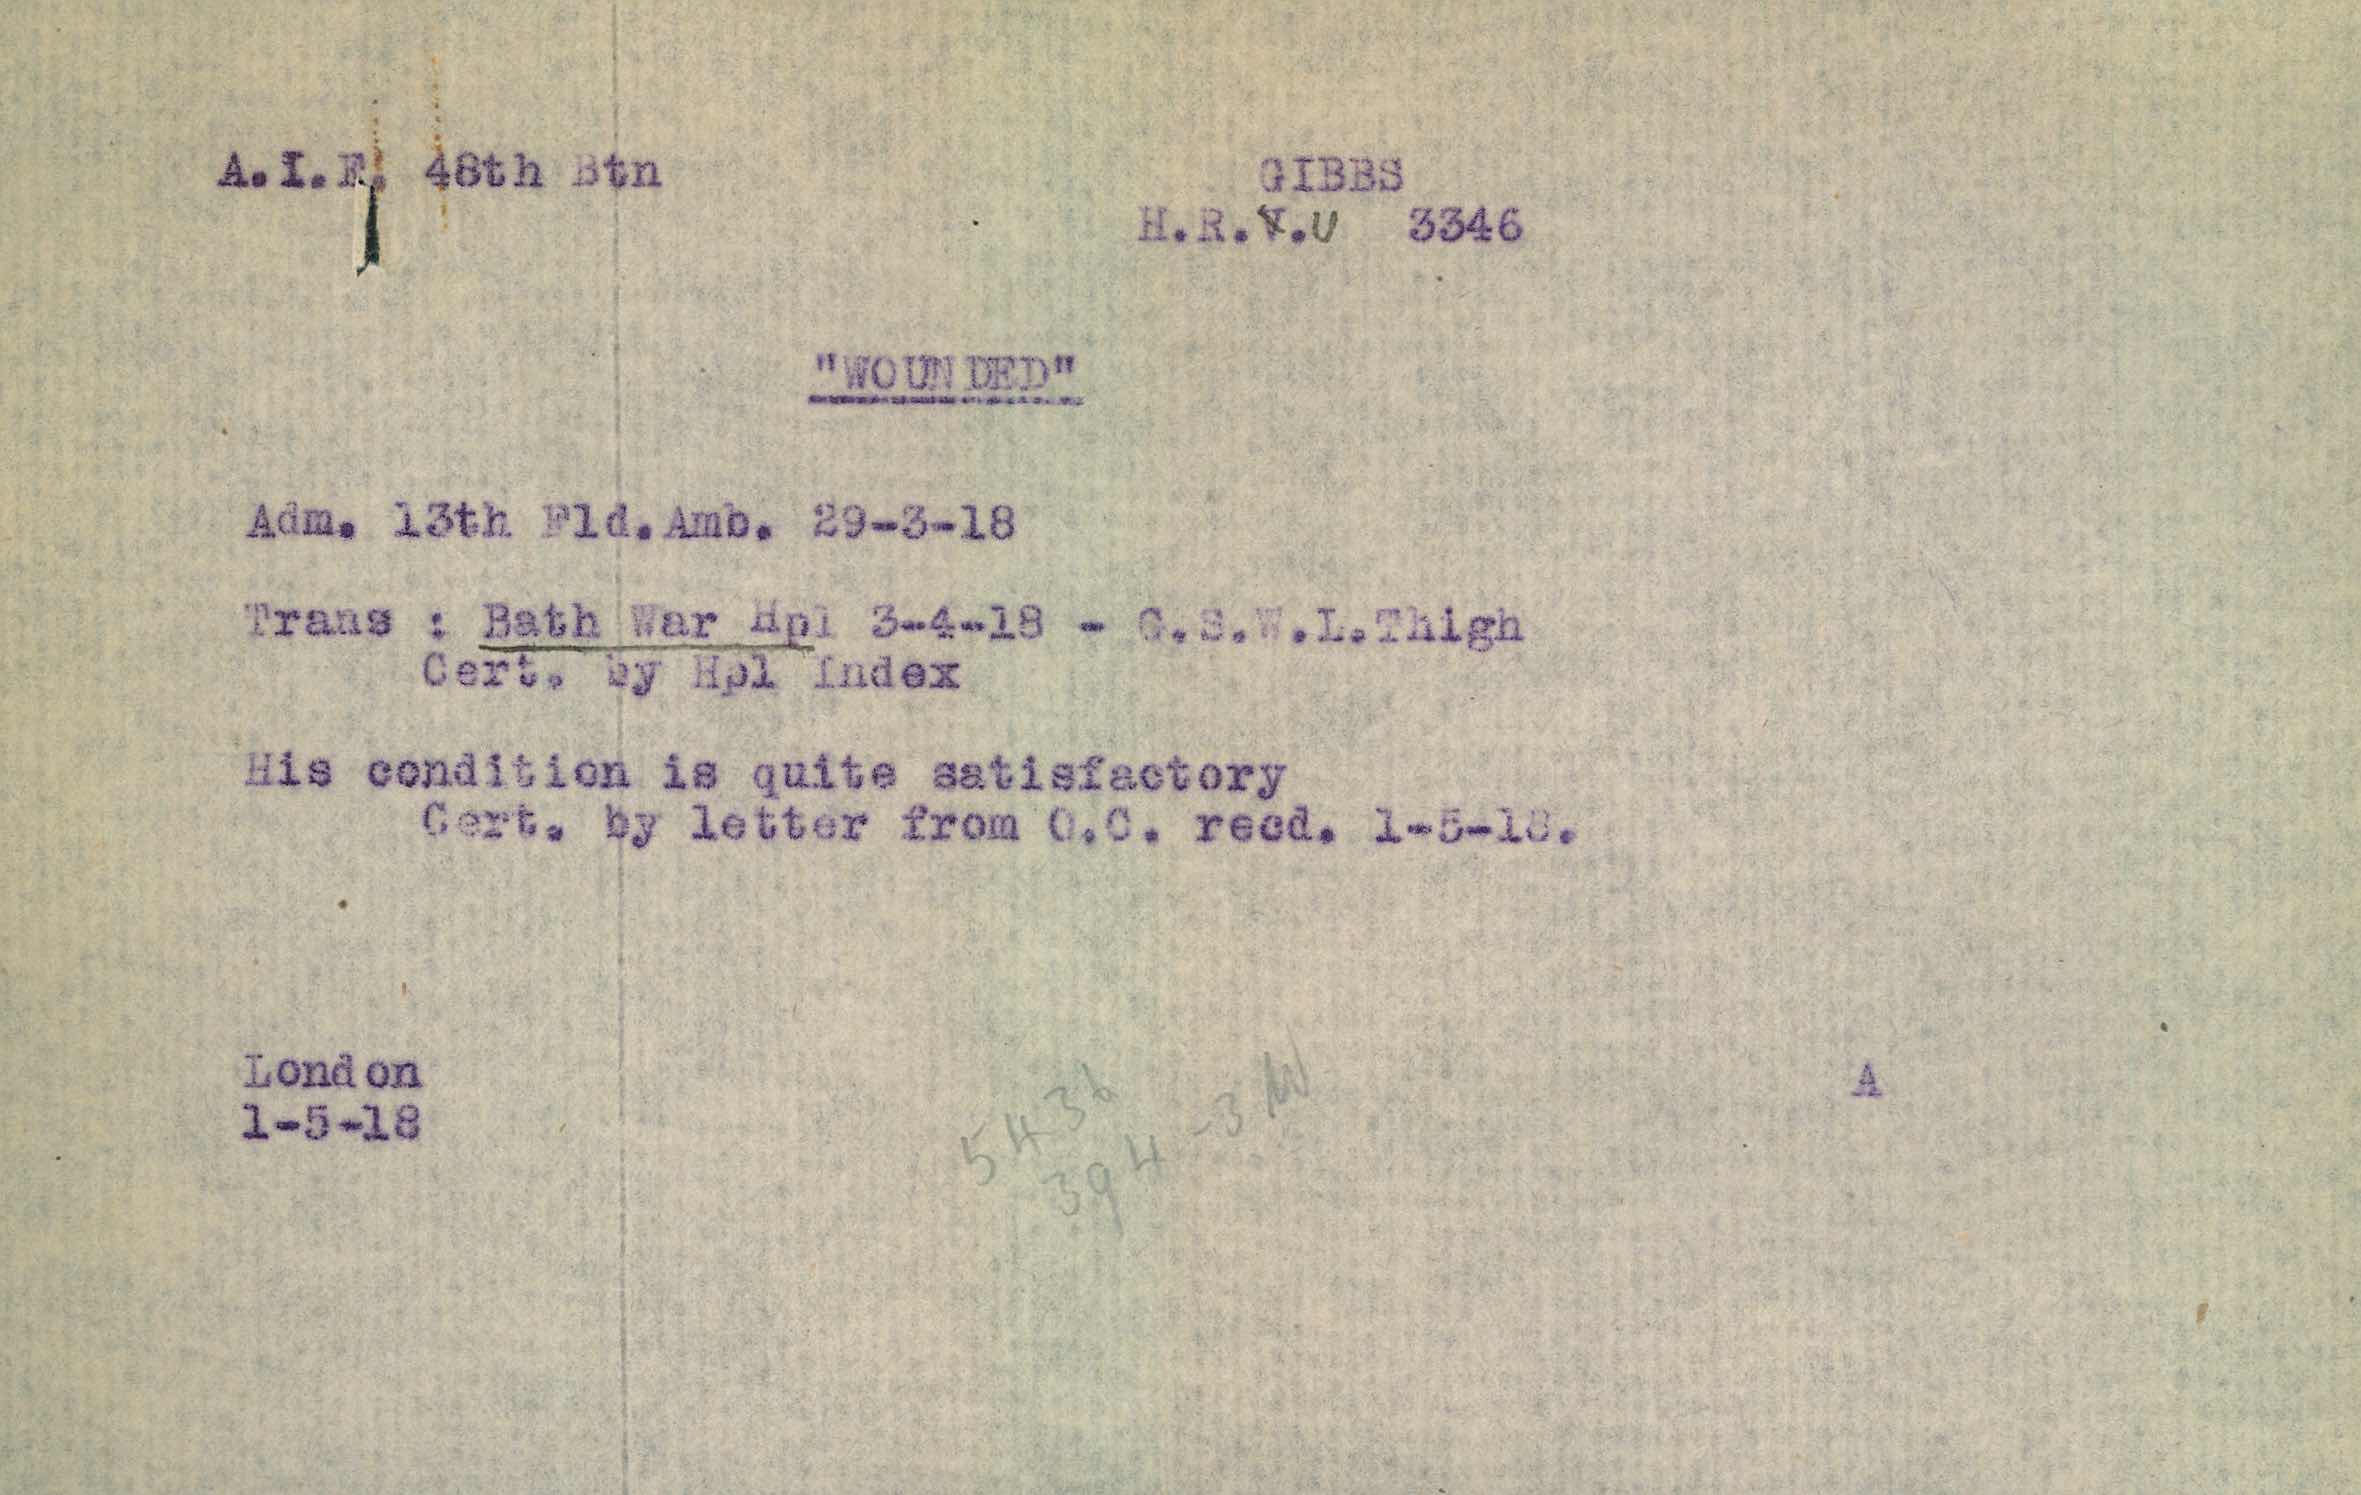 A.I.F. 48th Btn GIBBS
H.R.V.U 3346
"WOUNDED"
Adm. 13th Fld.Amb. 29-3-18
Trans : Bath War Hpl 3-4-18 - G.S.W.L.Thigh
Cert. by Hpl Index
His condition is quite satisfactory
Cert. by letter from O.C. recd. 1-5-18.
London A
1-5-18
5436
394 -3